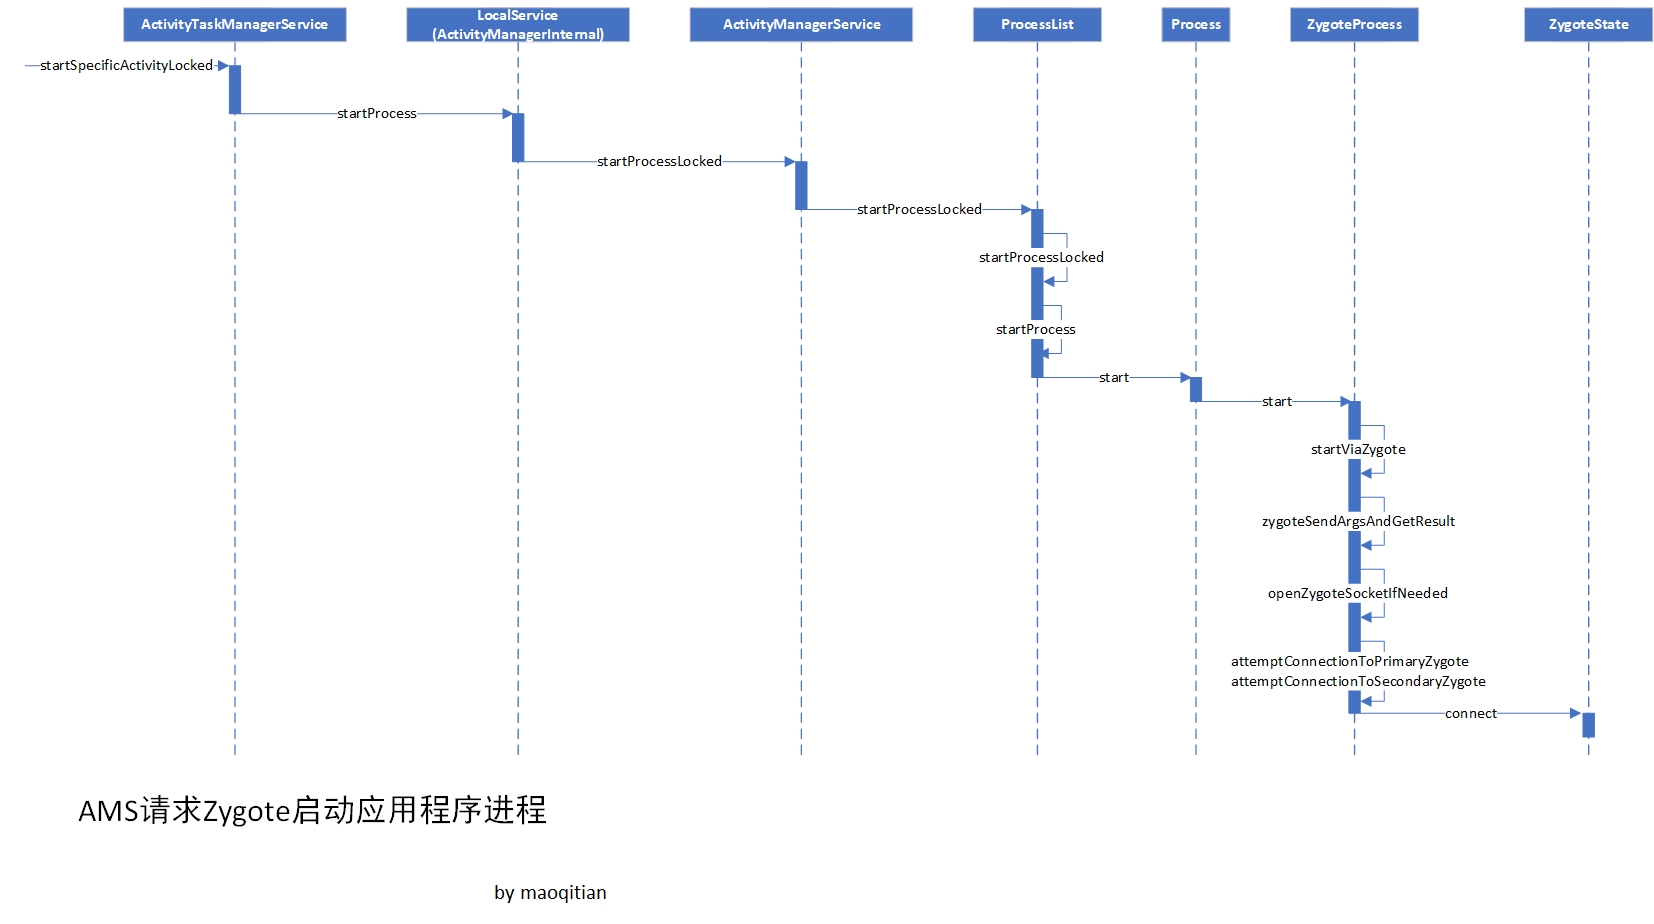 ActivityTaskManagerService
LocalService
(ActivityManagerInternal)
ActivityManagerService
ProcessList
Process
ZygoteProcess
ZygoteState
startSpecificActivityLocked
startProcess
startProcessLocked
startProcessLocked
startProcessLocked
startProcess
start
start
startViaZygote
zygoteSendArgsAndGetResult
openZygoteSocketIfNeeded
attemptConnectionToPrimaryZygote
attemptConnectionToSecondaryZygote
connect
AMS请求Zygote启动应用程序进程
by maoqitian